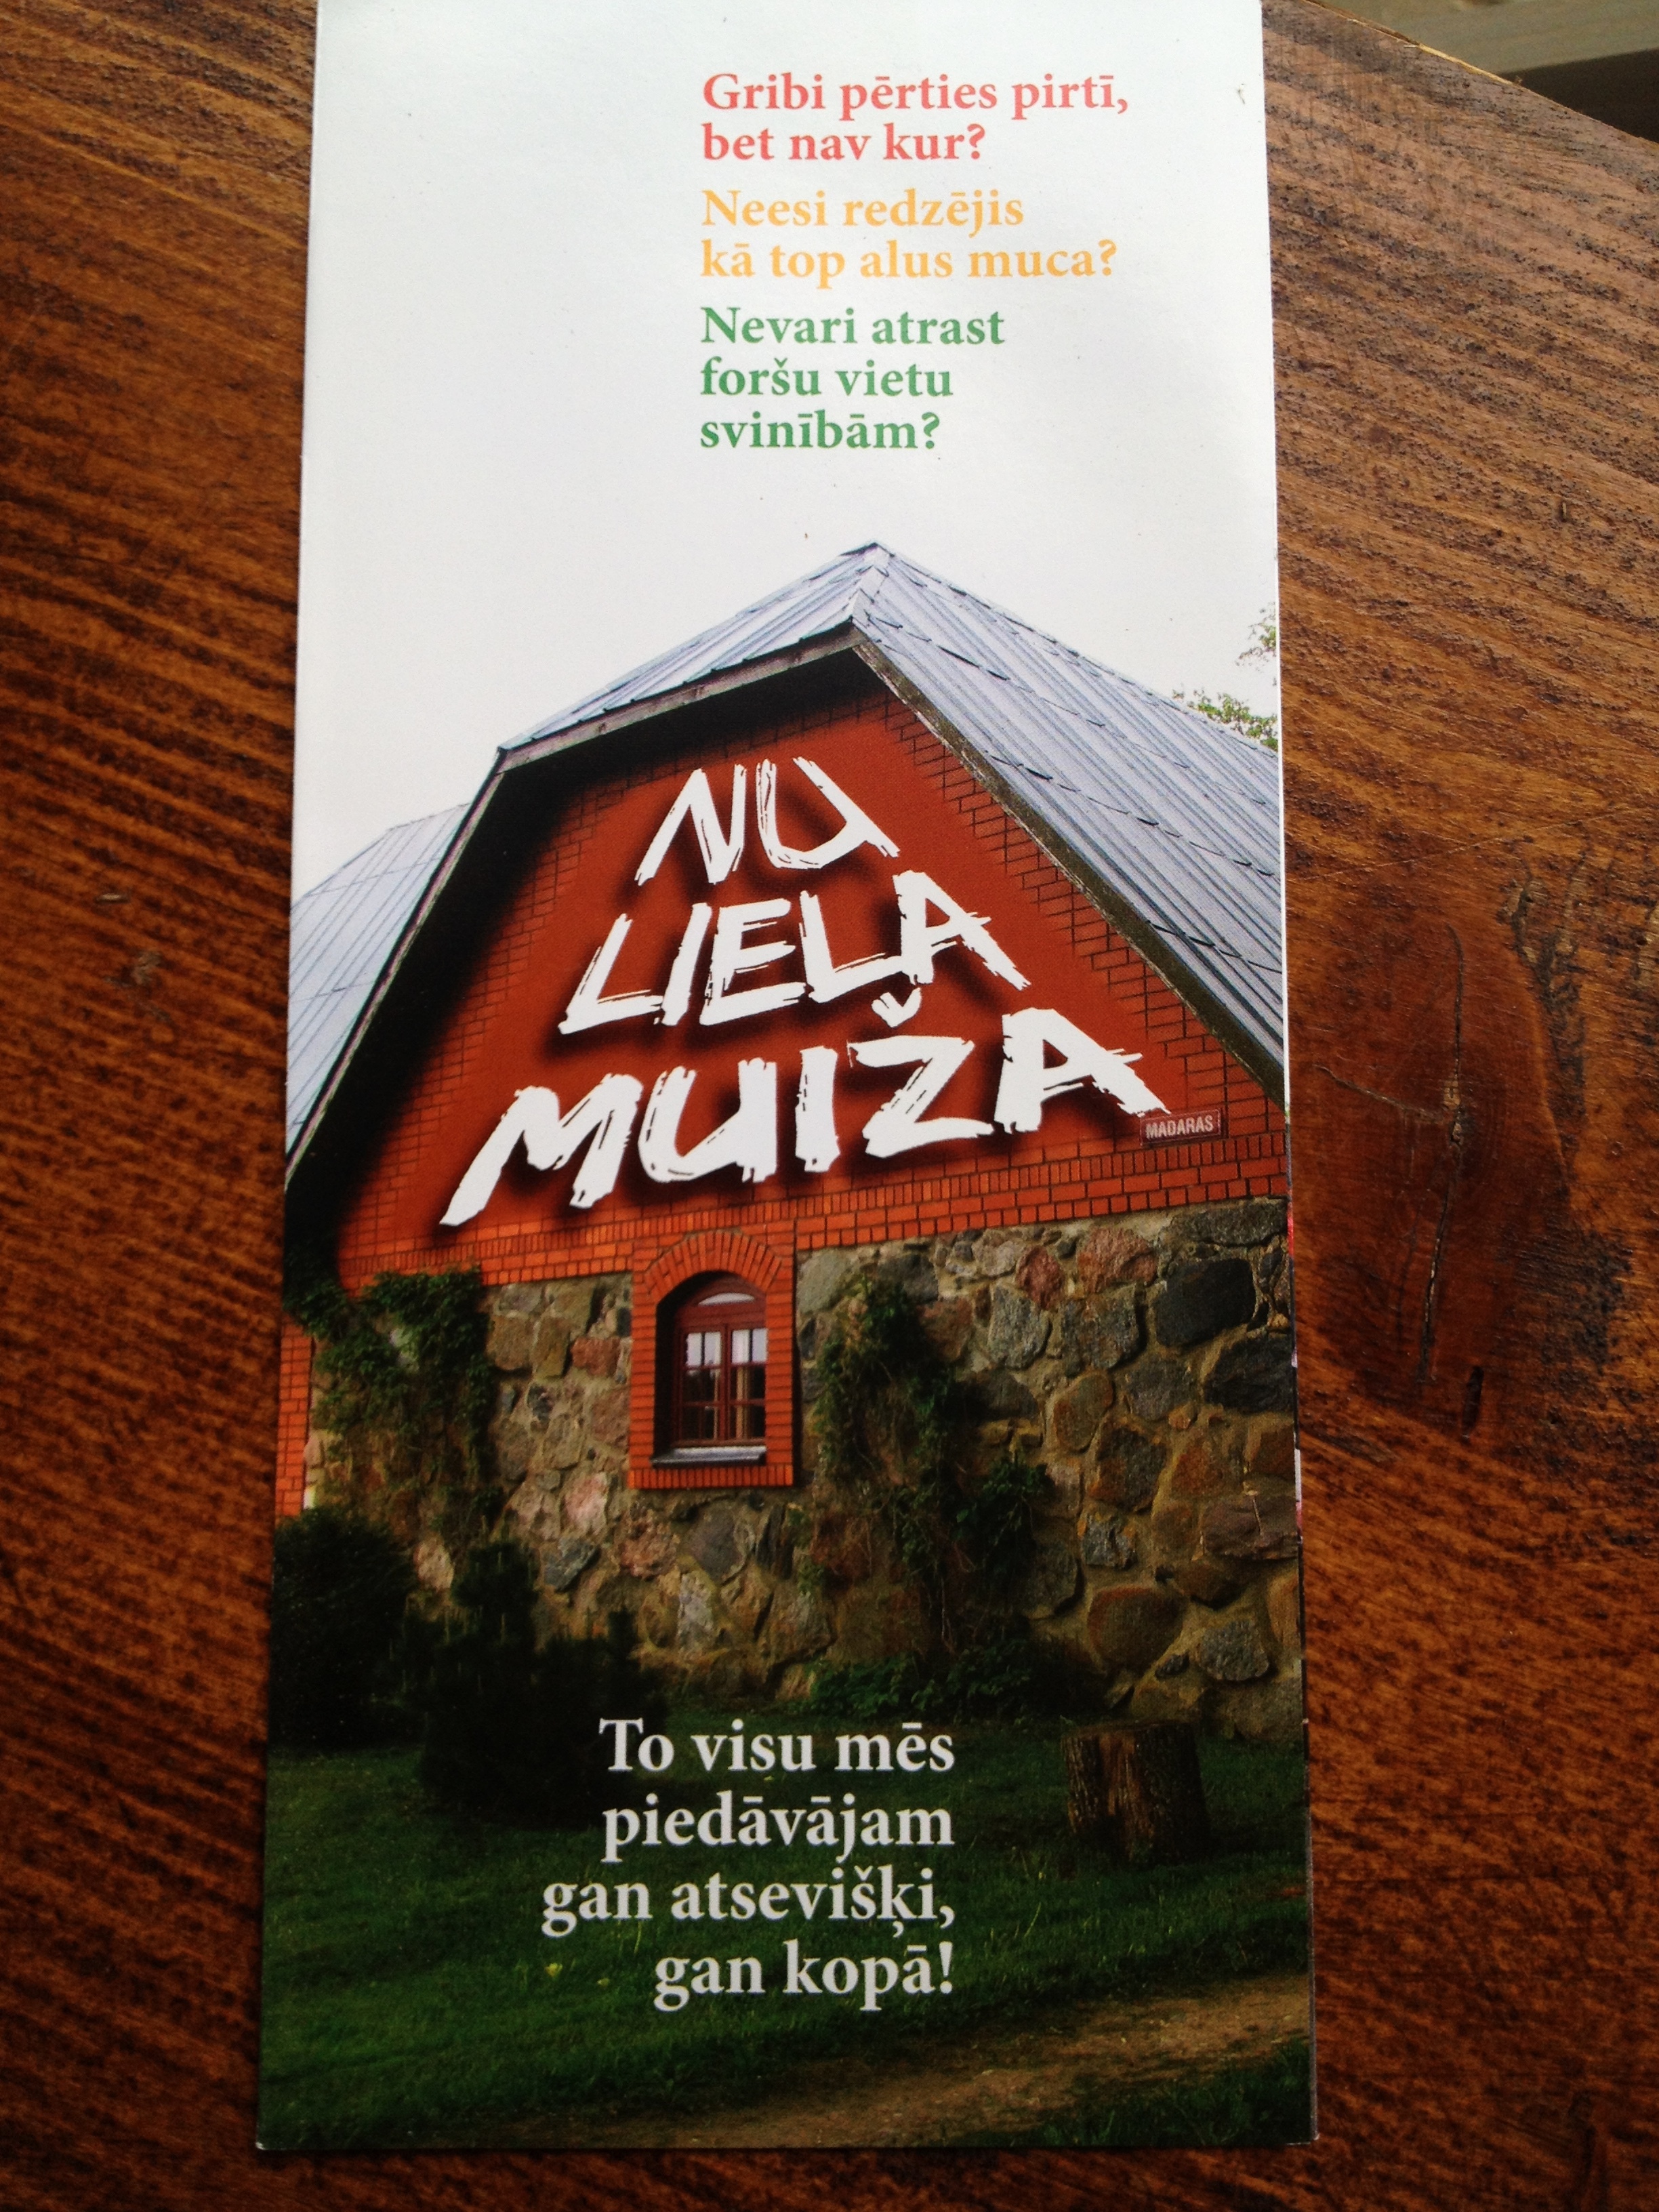 Gribi pērties pirtī,
bet nav kur?
Neesi redzējis
kā top alus muca?
Nevari atrast
foršu vietu
svinībām?
NU
LIELA
MUIŽA
MADARAS
To visu mēs
piedāvājam
gan atsevišķi,
gan kopā!